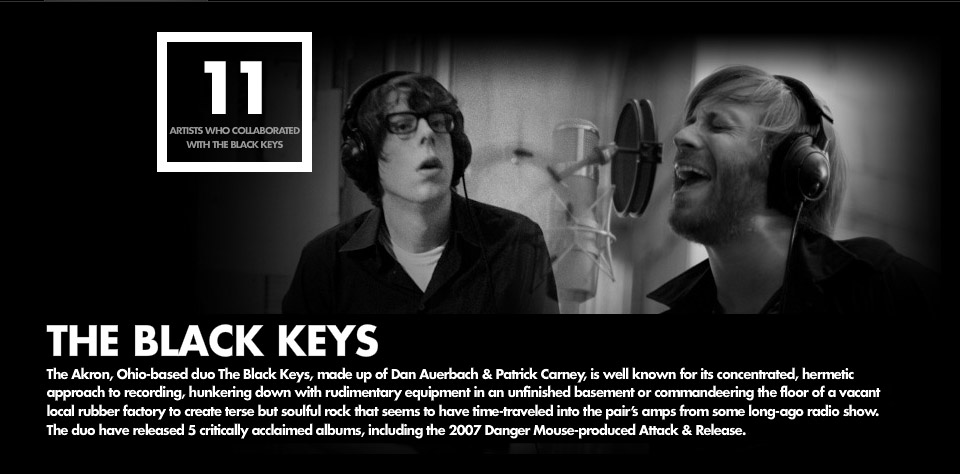 11
ARTISTS WHO COLLABORATED
WITH THE BLACK KEYS
THE BLACK KEYS
The Akron, Ohio-based duo The Black Keys, made up of Dan Auerbach & Patrick Carney, is well known for its concentrated, hermetic
approach to recording, hunkering down with rudimentary equipment in an unfinished basement or commandeering the floor of a vacant
local rubber factory to create terse but soulful rock that seems to have time-traveled into the pair's amps from some long-ago radio show.
The duo have released 5 critically acclaimed albums, including the 2007 Danger Mouse-produced Attack & Release.